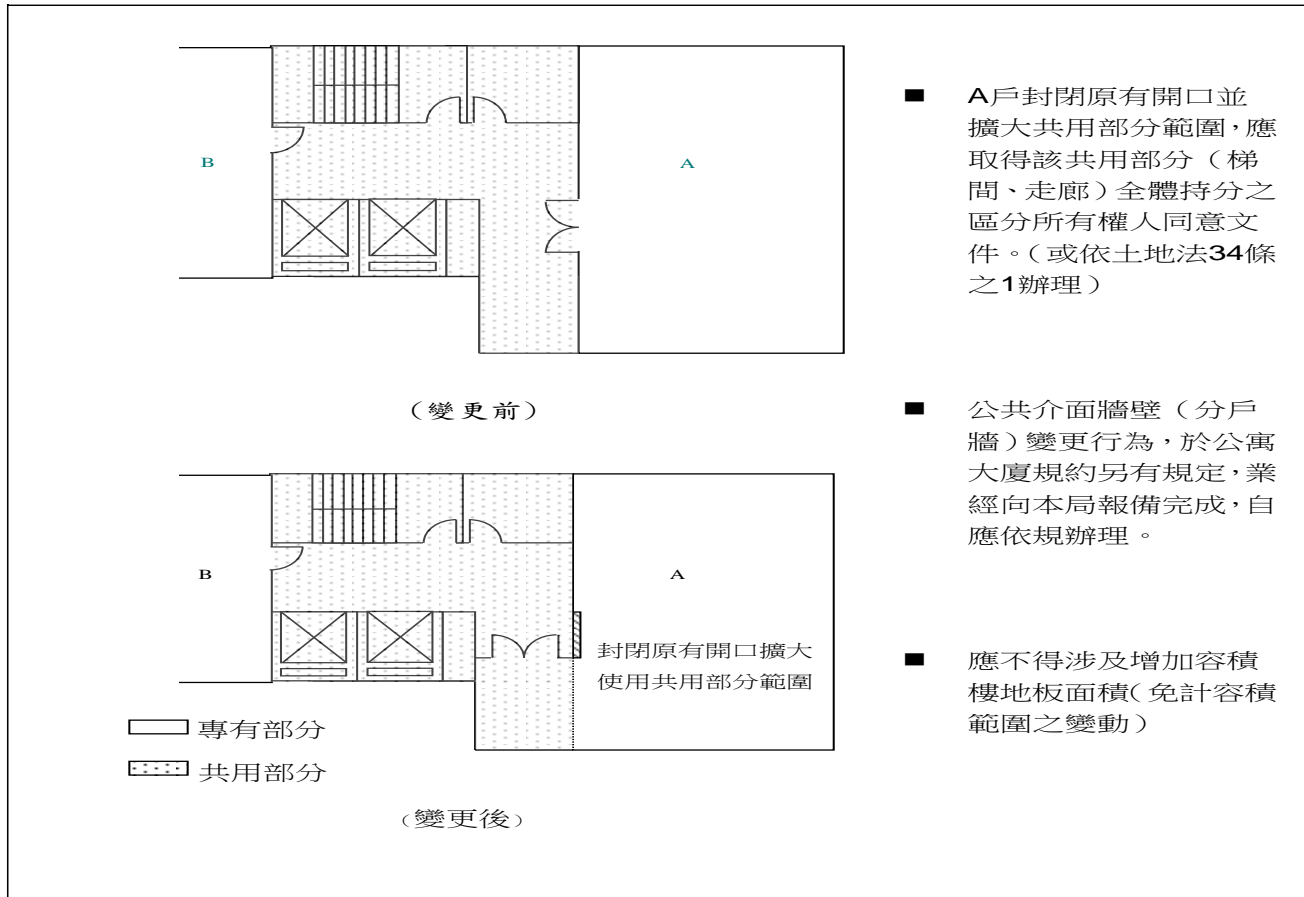 B
A
(變更前)
B
A
封閉原有開口擴大
使用共用部分範圍
專有部分
共用部分
(變更後)
■ A戶封閉原有開口並
擴大共用部分範圍,應
取得該共用部分(梯
間、走廊)全體持分之
區分所有權人同意文
件。(或依土地法34條
之1辦理)
■ 公共介面牆壁(分戶
牆)變更行為,於公寓
大廈規約另有規定,業
經向本局報備完成,自
應依規辦理。
■ 應不得涉及增加容積
樓地板面積(免計容積
範圍之變動)